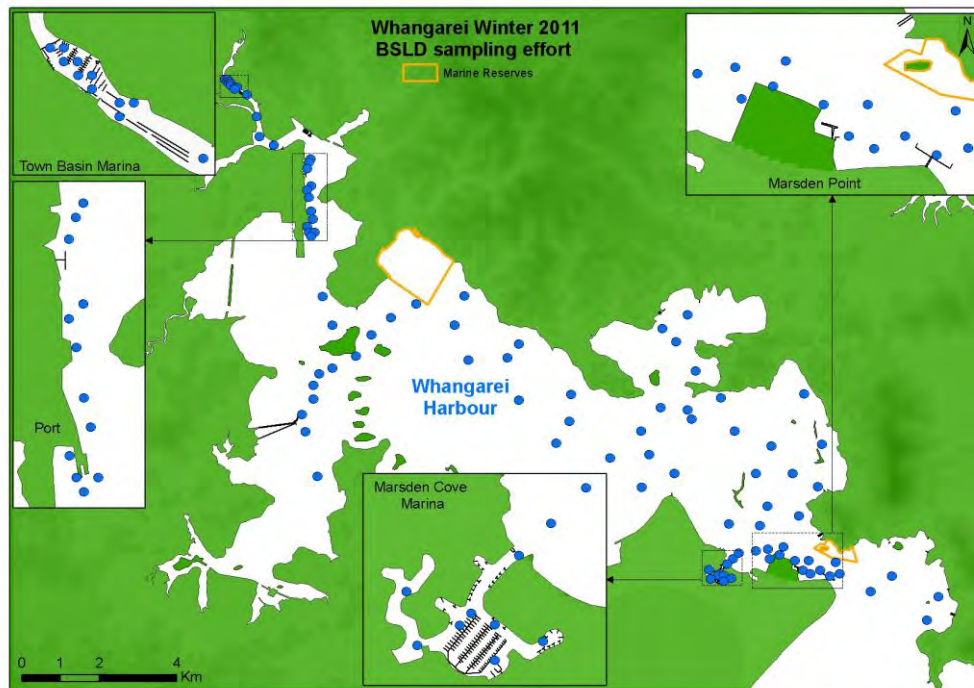 Whangarei Winter 2011
BSLD sampling effort
Marine Reserves
N
Town Basin Marina
Marsden Point
Port
Whangarei
Harbour
Marsden Cove
Marina
0 1 2 4
Km